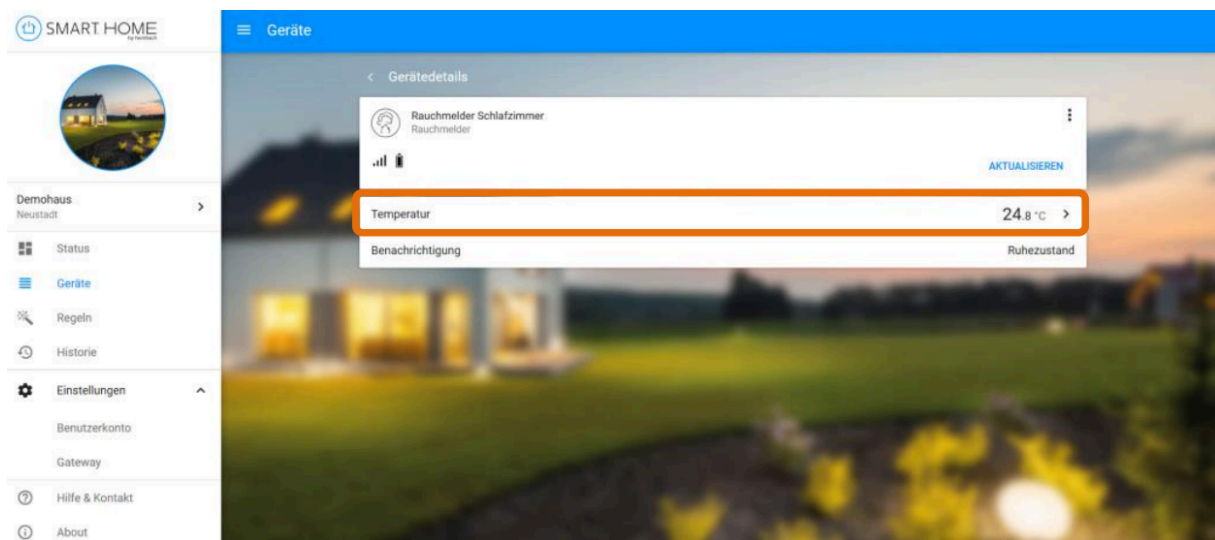 SMART HOME
by hornbach
Geräte
Demohaus
Neustadt
Status
Geräte
Regeln
Historie
Einstellungen
Benutzerkonto
Gateway
Hilfe & Kontakt
About
Gerätedetails
Rauchmelder Schlafzimmer
Rauchmelder
AKTUALISIEREN
Temperatur 24.8 °C
Benachrichtigung Ruhezustand